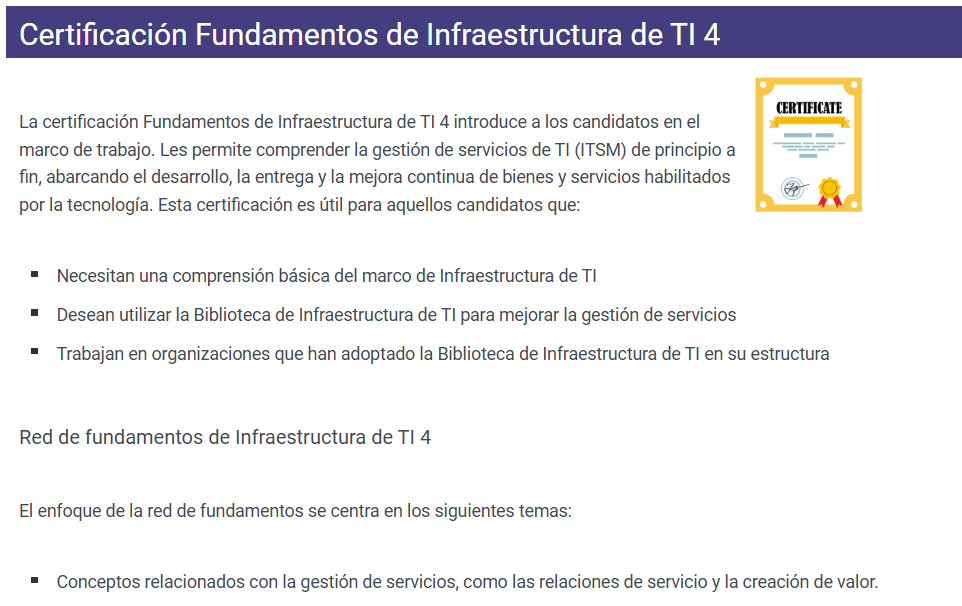 Certificación Fundamentos de Infraestructura de TI 4
CERTIFICATE
La certificación Fundamentos de Infraestructura de TI 4 introduce a los candidatos en el
marco de trabajo. Les permite comprender la gestión de servicios de TI (ITSM) de principio a
fin, abarcando el desarrollo, la entrega y la mejora continua de bienes y servicios habilitados
por la tecnología. Esta certificación es útil para aquellos candidatos que:
Necesitan una comprensión básica del marco de Infraestructura de TI
Desean utilizar la Biblioteca de Infraestructura de TI para mejorar la gestión de servicios
Trabajan en organizaciones que han adoptado la Biblioteca de Infraestructura de TI en su estructura
Red de fundamentos de Infraestructura de TI 4
El enfoque de la red de fundamentos se centra en los siguientes temas:
Conceptos relacionados con la gestión de servicios, como las relaciones de servicio y la creación de valor.